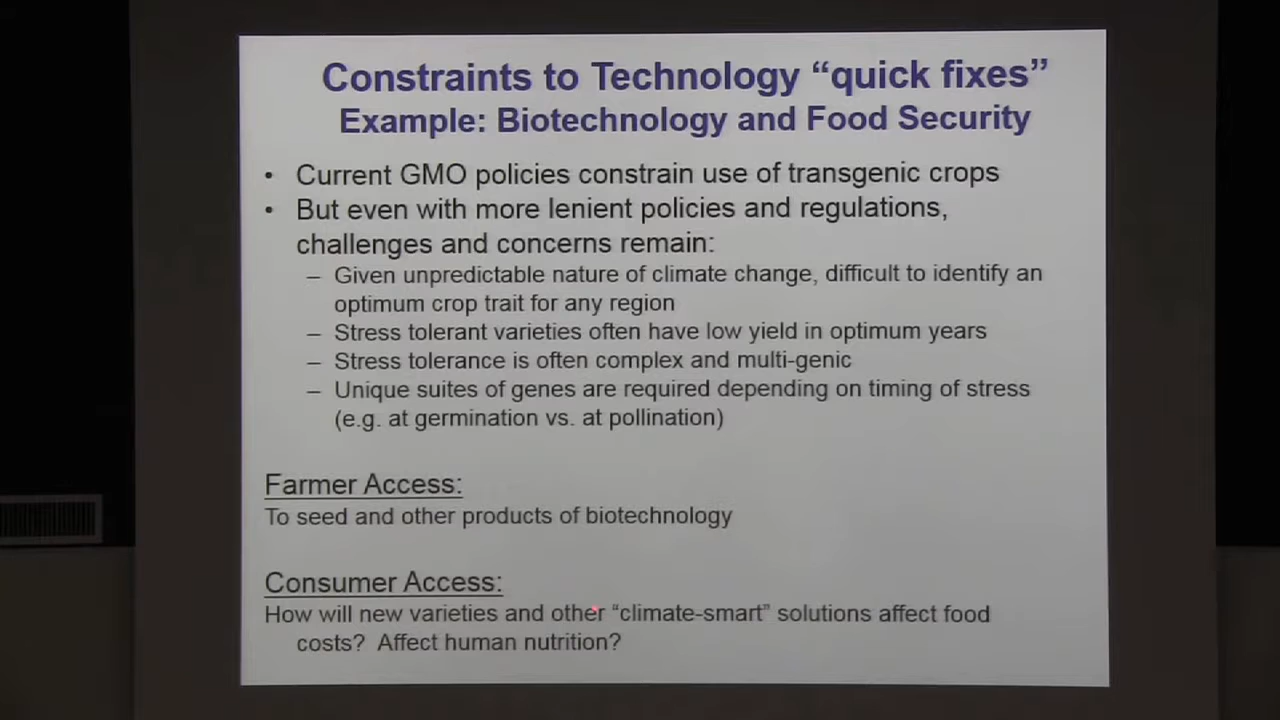 Constraints to Technology “quick fixes”
Example: Biotechnology and Food Security
• Current GMO policies constrain use of transgenic crops
• But even with more lenient policies and regulations,
challenges and concerns remain:
– Given unpredictable nature of climate change, difficult to identify an
optimum crop trait for any region
– Stress tolerant varieties often have low yield in optimum years
– Stress tolerance is often complex and multi-genic
– Unique suites of genes are required depending on timing of stress
(e.g. at germination vs. at pollination)
Farmer Access:
To seed and other products of biotechnology
Consumer Access:
How will new varieties and other “climate-smart” solutions affect food
costs? Affect human nutrition?